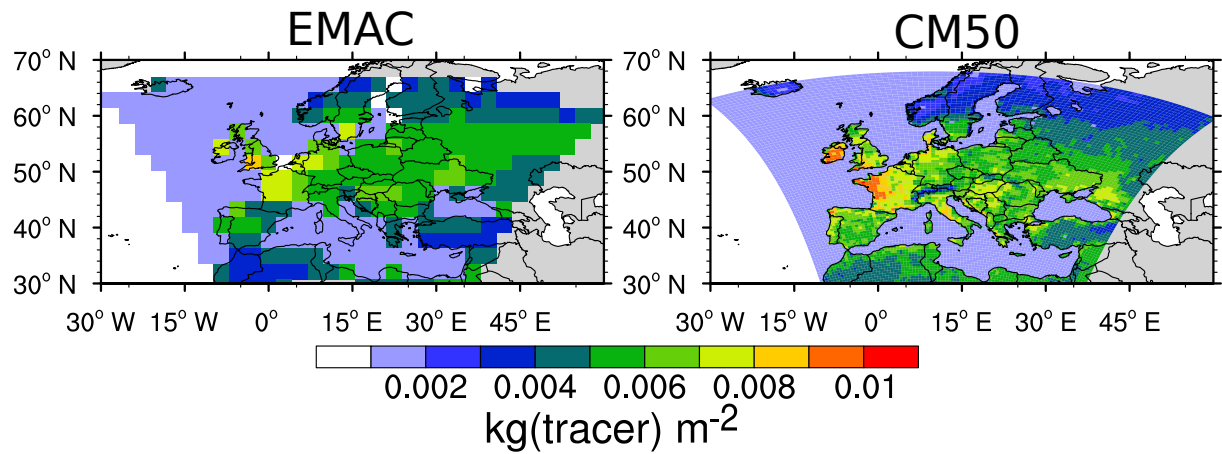 EMAC
CM50
70° N
60° N
50° N
40° N
30° N
30° W
15° W
0°
15° E
30° E
45° E
70° N
60° N
50° N
40° N
30° N
30° W
15° W
0°
15° E
30° E
45° E
0.002
0.004
0.006
0.008
0.01
kg(tracer) m⁻²